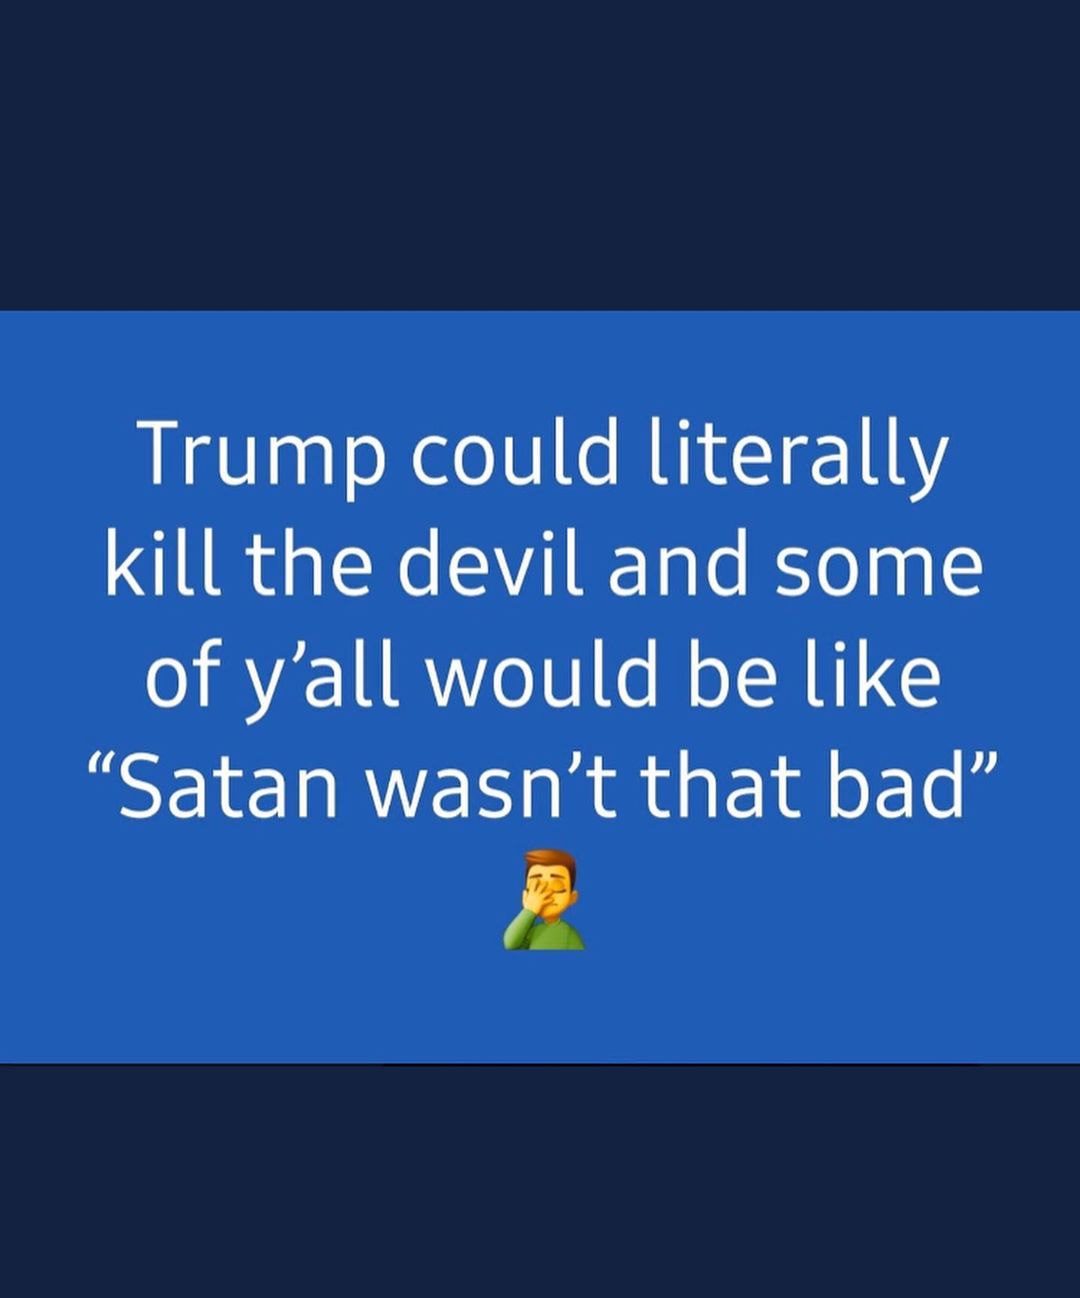 Trump could literally
kill the devil and some
of y’all would be like
“Satan wasn’t that bad”
🤦‍♂️